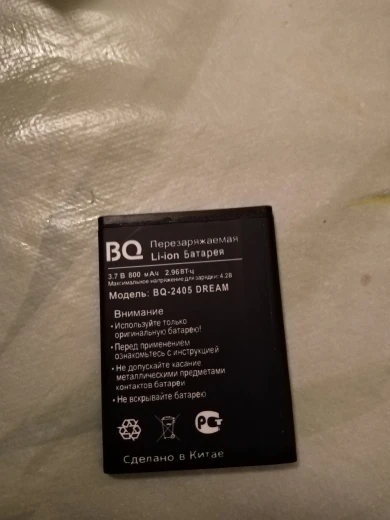 BQ
Перезаряжаемая
Li-ion Батарея
3.7 В 800 мАч 2.96Вт·ч
Максимальное напряжение для зарядки: 4.2В
Модель: BQ-2405 DREAM
Внимание
• Используйте только
оригинальную батарею!
• Перед применением
ознакомьтесь с инструкцией
• Не допускайте касание
металлическими предметами
контактов батареи
• Не вскрывайте батарею
Сделано в Китае